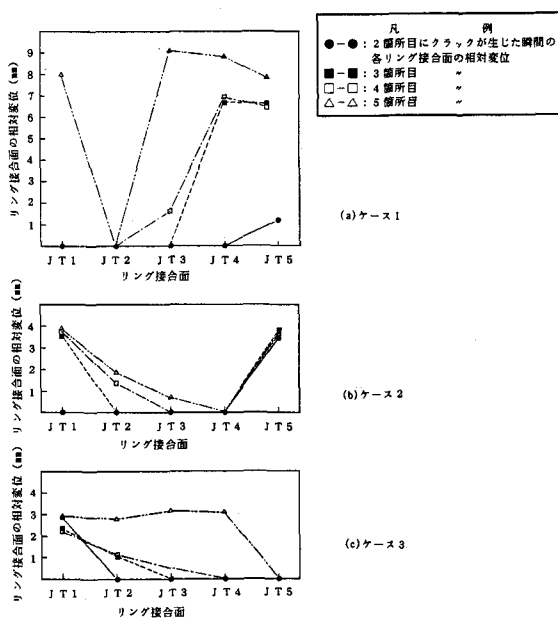 凡 例
●—● : 2箇所目にクラックが生じた瞬間の
各リング接合面の相対変位
■—■ : 3箇所目 〃
□—□ : 4箇所目 〃
△—△ : 5箇所目 〃
リング接合面の相対変位 (mm)
9
8
7
6
5
4
3
2
1
JT1 JT2 JT3 JT4 JT5
リング接合面
(a)ケース1
リング接合面の相対変位 (mm)
4
3
2
1
JT1 JT2 JT3 JT4 JT5
リング接合面
(b)ケース2
リング接合面の相対変位 (mm)
4
3
2
1
JT1 JT2 JT3 JT4 JT5
リング接合面
(c)ケース3